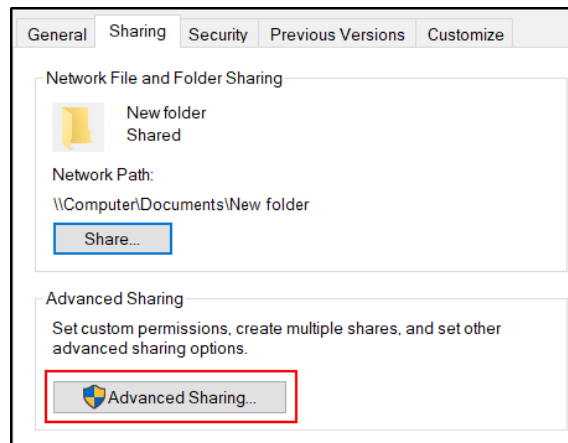 General Sharing Security Previous Versions Customize
Network File and Folder Sharing
New folder
Shared
Network Path:
\\Computer\Documents\New folder
Share...
Advanced Sharing
Set custom permissions, create multiple shares, and set other
advanced sharing options.
Advanced Sharing...